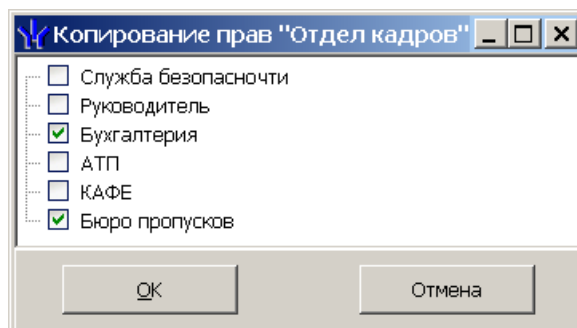 Копирование прав "Отдел кадров"
Служба безопасночти
Руководитель
Бухгалтерия
АТП
КАФЕ
Бюро пропусков
OK
Отмена